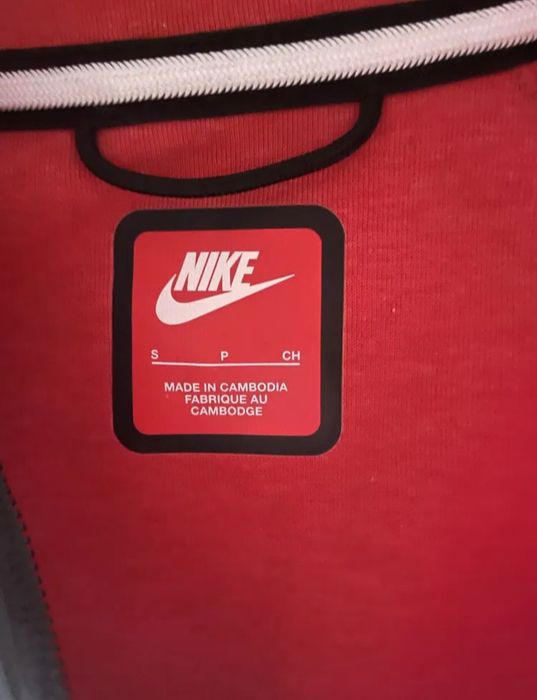 NIKE
S P CH
MADE IN CAMBODIA
FABRIQUE AU
CAMBODGE